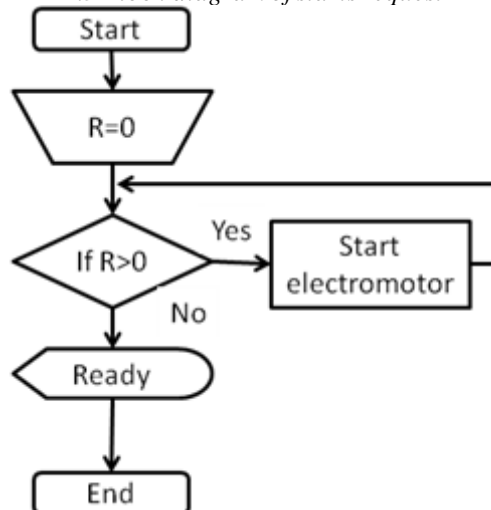 Start
R=0
If R>0
Yes
Start
electromotor
No
Ready
End